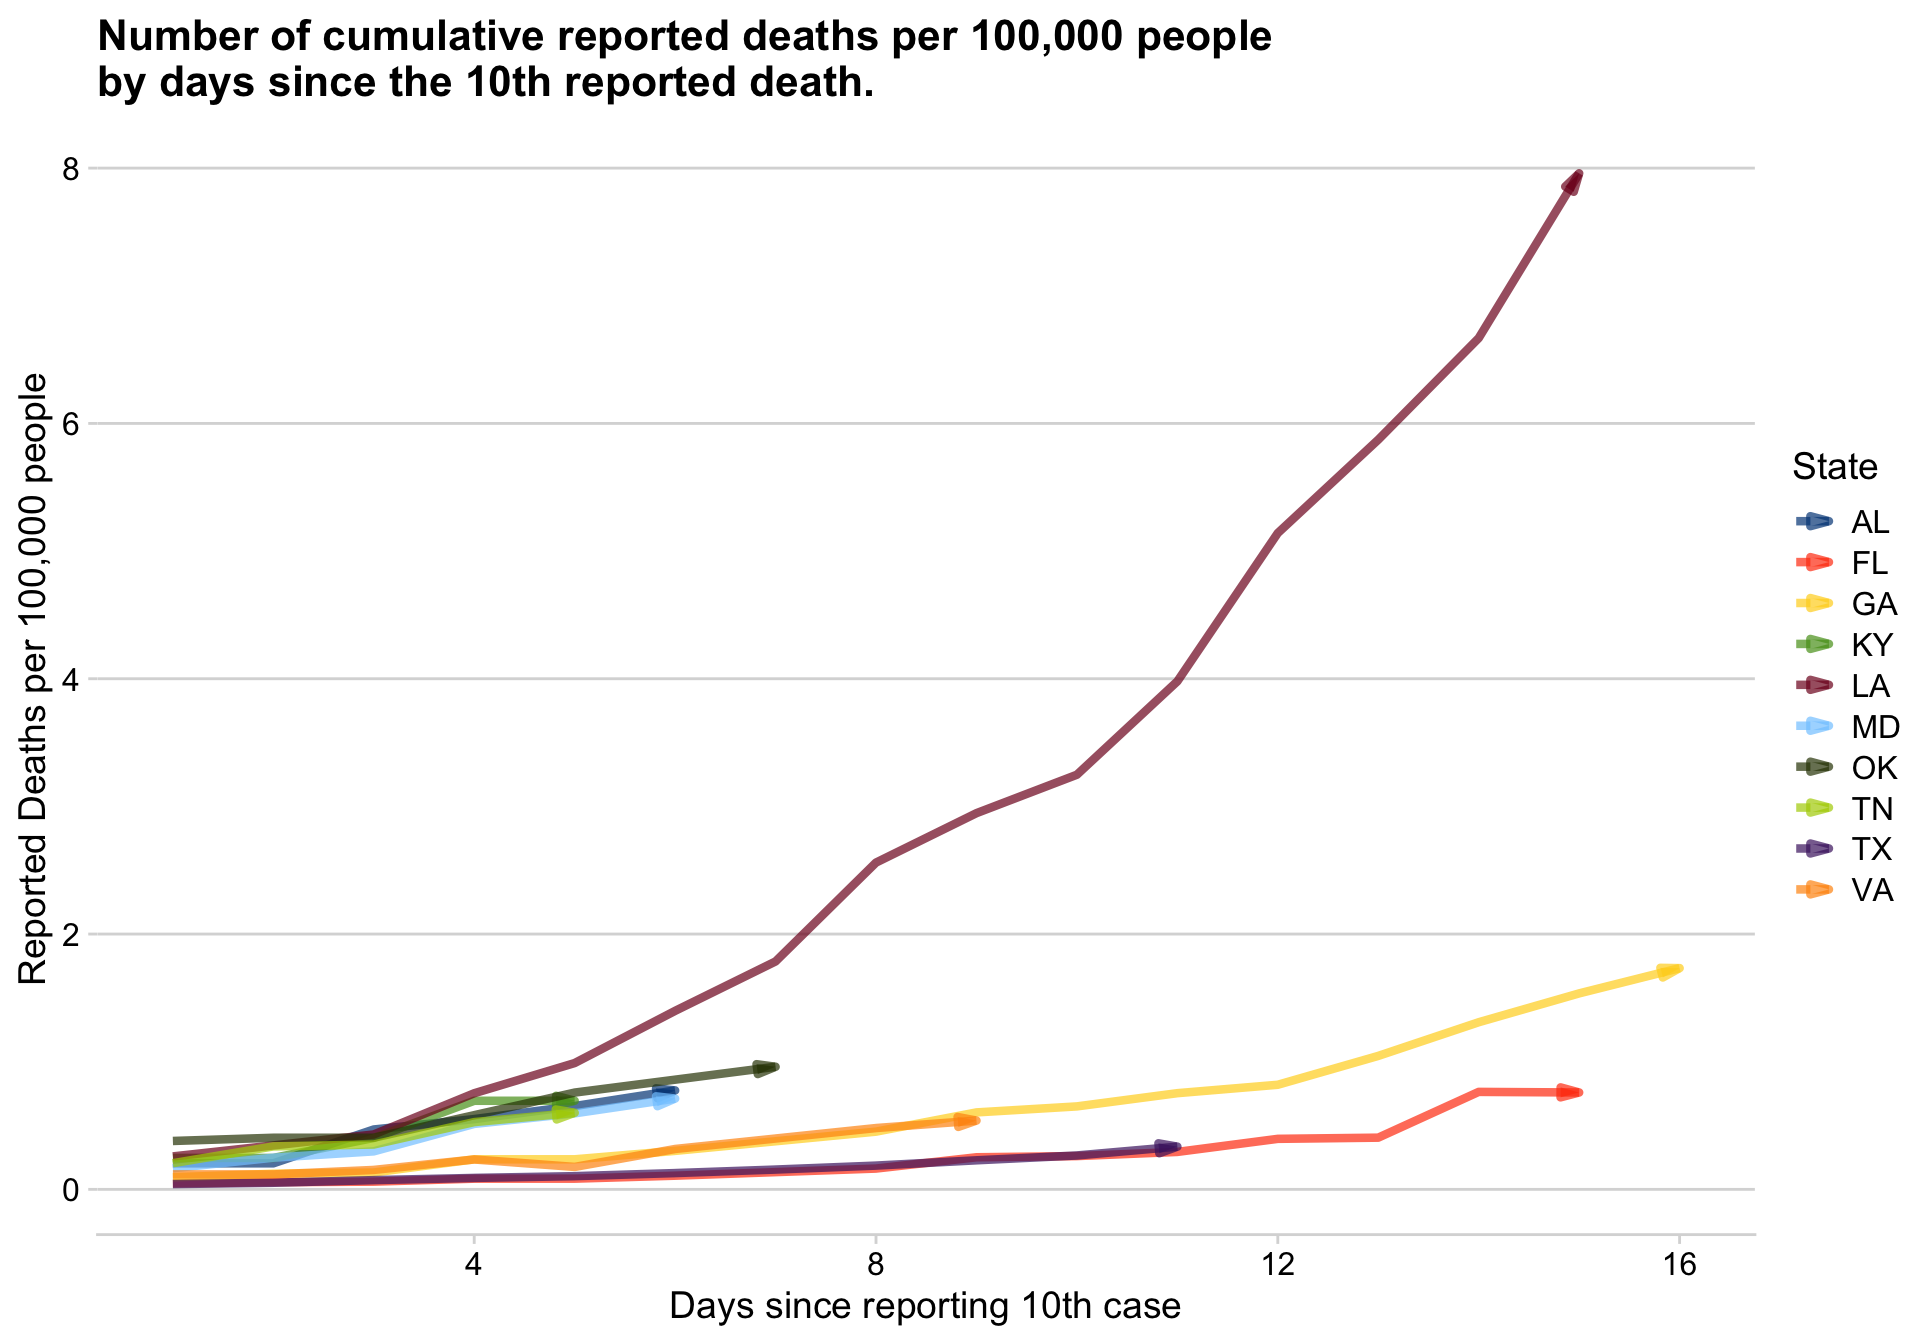 Number of cumulative reported deaths per 100,000 people
by days since the 10th reported death.
Reported Deaths per 100,000 people
8
6
4
2
0
4 8 12 16
Days since reporting 10th case
State
AL
FL
GA
KY
LA
MD
OK
TN
TX
VA